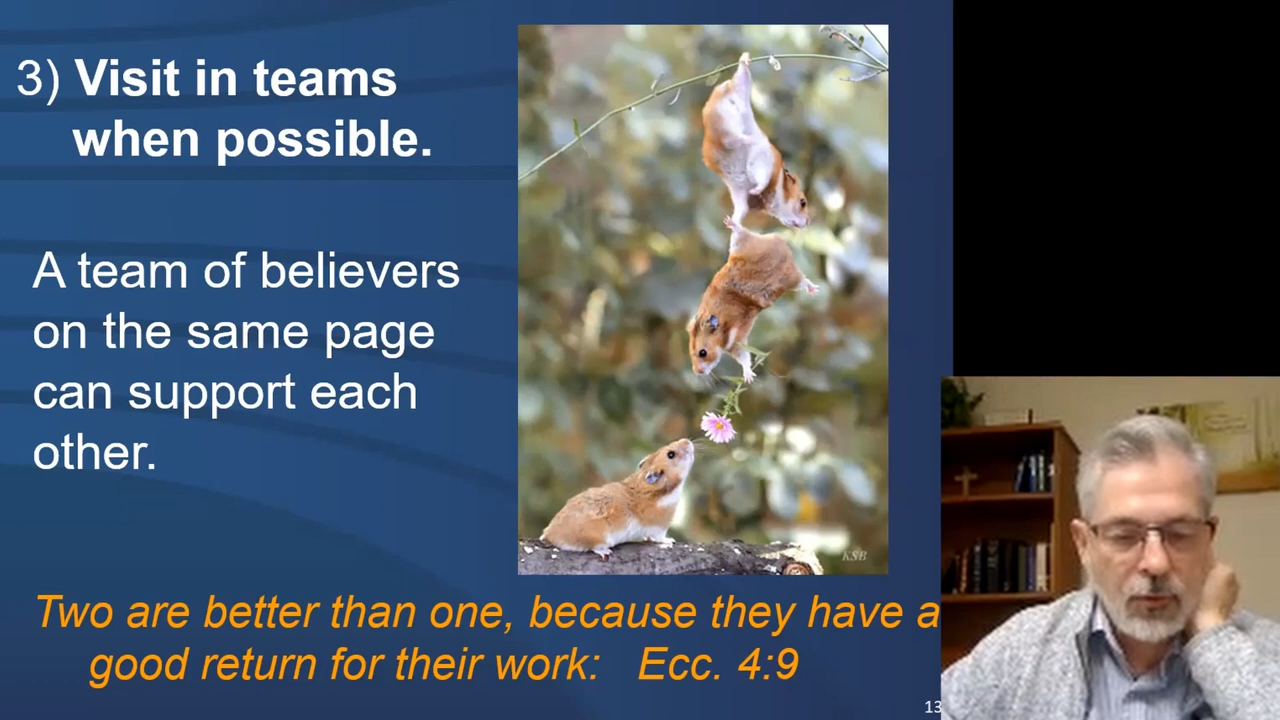 3) Visit in teams
when possible.
A team of believers
on the same page
can support each
other.
KSB
Two are better than one, because they have a
good return for their work: Ecc. 4:9
13